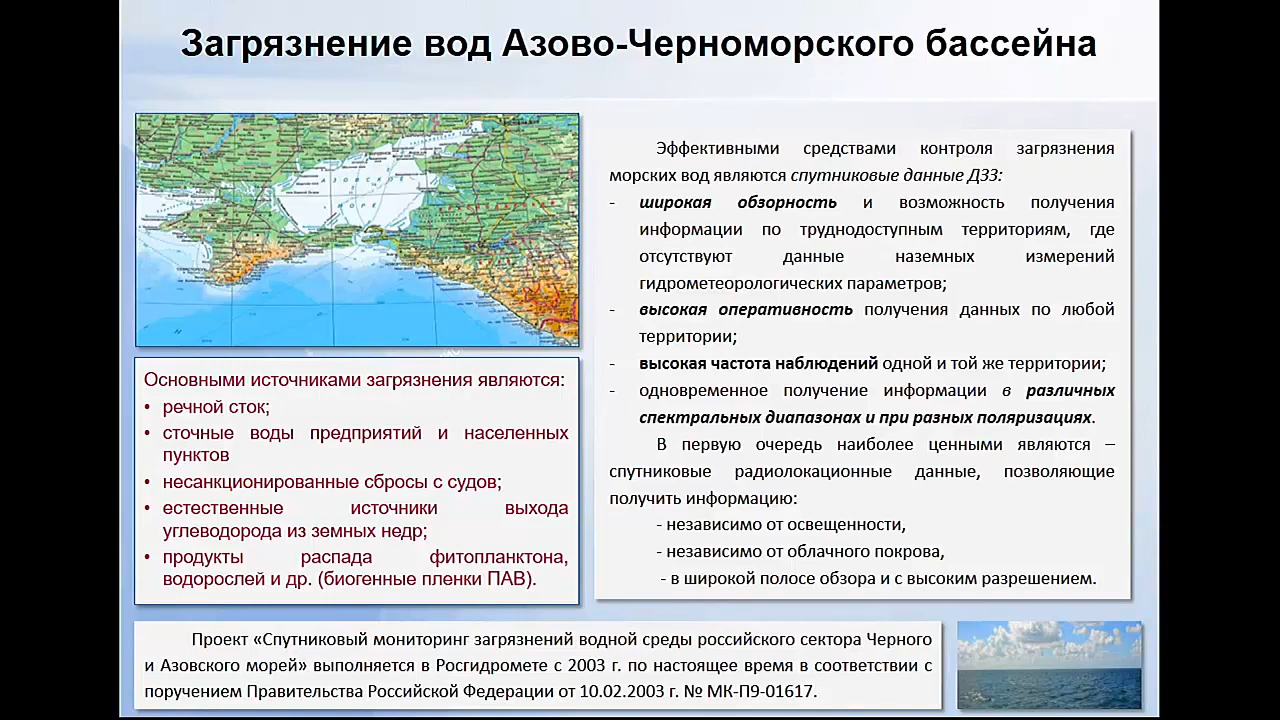 Загрязнение вод Азово-Черноморского бассейна
АЗОВСКОЕ
МОРЕ
СЕВАСТОПОЛЬ
Основными источниками загрязнения являются:
• речной сток;
• сточные воды предприятий и населенных
пунктов
• несанкционированные сбросы с судов;
• естественные источники выхода
углеводорода из земных недр;
• продукты распада фитопланктона,
водорослей и др. (биогенные пленки ПАВ).
Эффективными средствами контроля загрязнения
морских вод являются спутниковые данные ДЗЗ:
- широкая обзорность и возможность получения
информации по труднодоступным территориям, где
отсутствуют данные наземных измерений
гидрометеорологических параметров;
- высокая оперативность получения данных по любой
территории;
- высокая частота наблюдений одной и той же территории;
- одновременное получение информации в различных
спектральных диапазонах и при разных поляризациях.
В первую очередь наиболее ценными являются –
спутниковые радиолокационные данные, позволяющие
получить информацию:
- независимо от освещенности,
- независимо от облачного покрова,
- в широкой полосе обзора и с высоким разрешением.
Проект «Спутниковый мониторинг загрязнений водной среды российского сектора Черного
и Азовского морей» выполняется в Росгидромете с 2003 г. по настоящее время в соответствии с
поручением Правительства Российской Федерации от 10.02.2003 г. № МК-П9-01617.